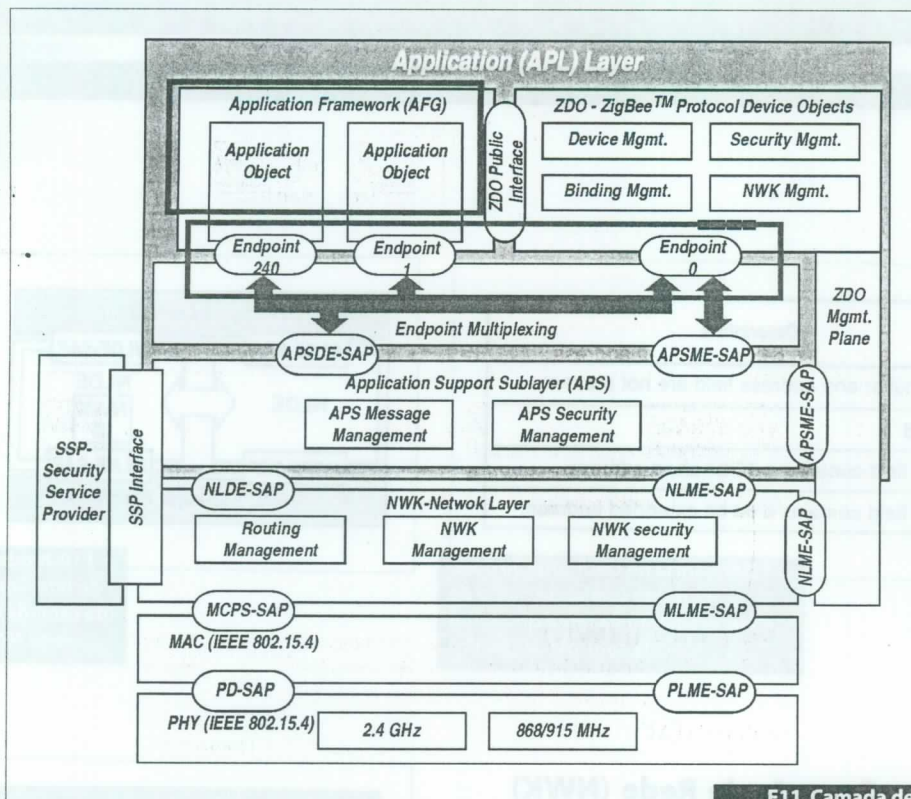 Application (APL) Layer
Application Framework (AFG)
ZDO - ZigBee™ Protocol Device Objects
Application
Object
Application
Object
ZDO Public
Interface
Device Mgmt.
Security Mgmt.
Binding Mgmt.
NWK Mgmt.
Endpoint
240
Endpoint
1
Endpoint
0
ZDO
Mgmt.
Plane
Endpoint Multiplexing
APSDE-SAP
APSME-SAP
Application Support Sublayer (APS)
APS Message
Management
APS Security
Management
APSME-SAP
SSP-
Security
Service
Provider
SSP Interface
NLDE-SAP
NLME-SAP
NWK-Netwok Layer
Routing
Management
NWK
Management
NWK security
Management
NLME-SAP
MCPS-SAP
MLME-SAP
MAC (IEEE 802.15.4)
PD-SAP
PLME-SAP
PHY (IEEE 802.15.4)
2.4 GHz
868/915 MHz
F11. Camada de